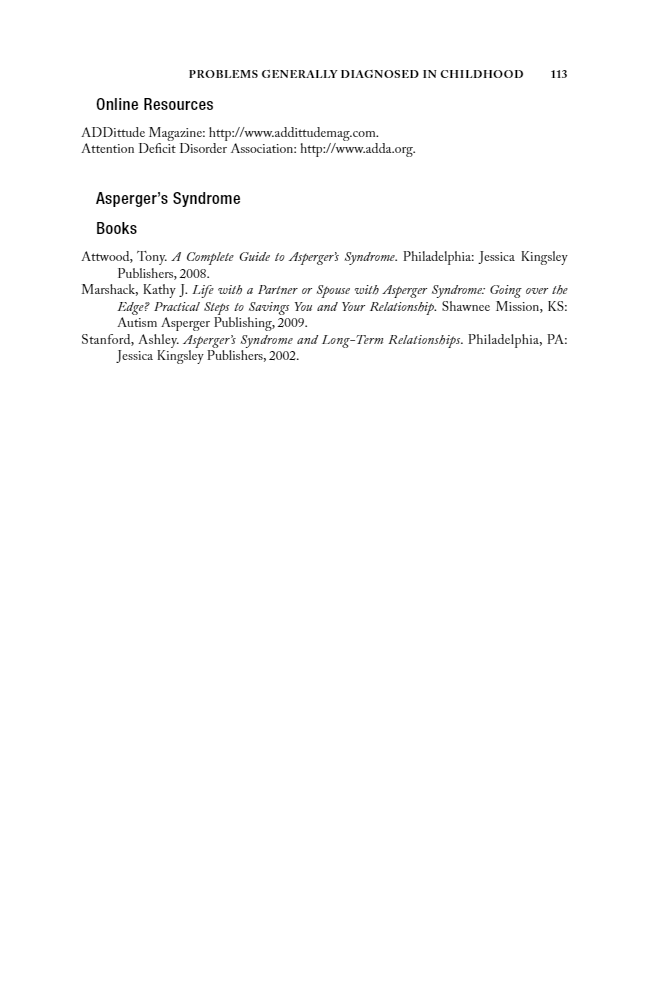 PROBLEMS GENERALLY DIAGNOSED IN CHILDHOOD 113
Online Resources
ADDittude Magazine: http://www.addittudemag.com.
Attention Deficit Disorder Association: http://www.adda.org.
Asperger's Syndrome
Books
Attwood, Tony. A Complete Guide to Asperger's Syndrome. Philadelphia: Jessica Kingsley
Publishers, 2008.
Marshack, Kathy J. Life with a Partner or Spouse with Asperger Syndrome: Going over the
Edge? Practical Steps to Savings You and Your Relationship. Shawnee Mission, KS:
Autism Asperger Publishing, 2009.
Stanford, Ashley. Asperger's Syndrome and Long-Term Relationships. Philadelphia, PA:
Jessica Kingsley Publishers, 2002.